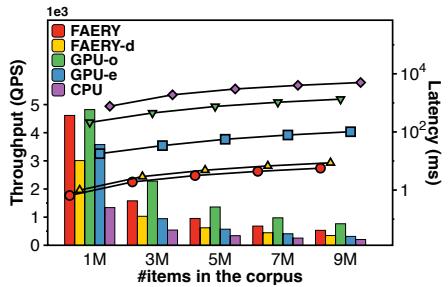 1e3
FAERY
FAERY-d
GPU-o
GPU-e
CPU
Throughput (QPS)
5
4
3
2
1
0
10^4
10^2
1
Latency (ms)
1M 3M 5M 7M 9M
#items in the corpus